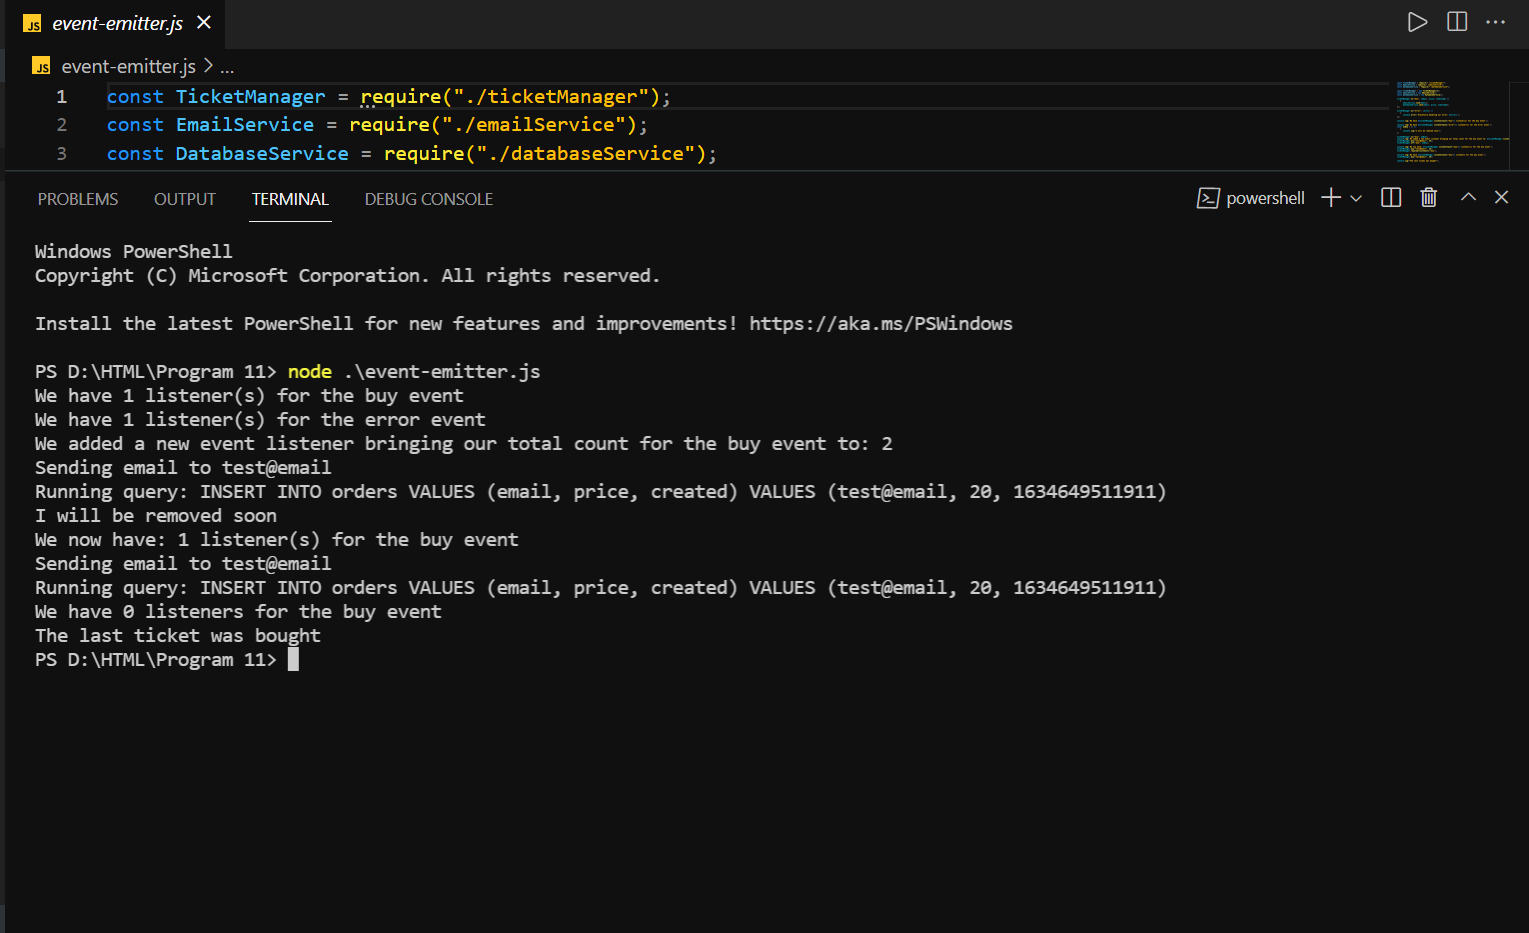 JS event-emitter.js
JS event-emitter.js > ...
1 const TicketManager = require("./ticketManager");
2 const EmailService = require("./emailService");
3 const DatabaseService = require("./databaseService");
PROBLEMS OUTPUT TERMINAL DEBUG CONSOLE powershell
Windows PowerShell
Copyright (C) Microsoft Corporation. All rights reserved.
Install the latest PowerShell for new features and improvements! https://aka.ms/PSWindows
PS D:\HTML\Program 11> node .\event-emitter.js
We have 1 listener(s) for the buy event
We have 1 listener(s) for the error event
We added a new event listener bringing our total count for the buy event to: 2
Sending email to test@email
Running query: INSERT INTO orders VALUES (email, price, created) VALUES (test@email, 20, 1634649511911)
I will be removed soon
We now have: 1 listener(s) for the buy event
Sending email to test@email
Running query: INSERT INTO orders VALUES (email, price, created) VALUES (test@email, 20, 1634649511911)
We have 0 listeners for the buy event
The last ticket was bought
PS D:\HTML\Program 11>